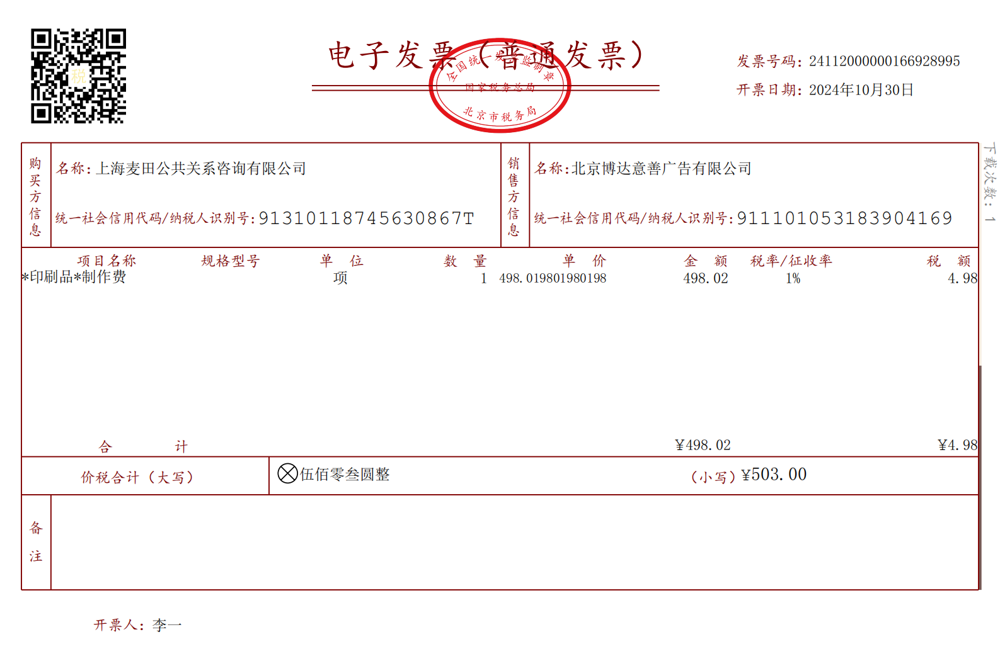 电子发票（普通发票）
全国统一发票监制章
国家税务总局
北京市税务局
税
发票号码：24112000000166928995
开票日期：2024年10月30日
下载次数：1
购买方信息
名称：上海麦田公共关系咨询有限公司
统一社会信用代码/纳税人识别号：91310118745630867T
销售方信息
名称：北京博达意善广告有限公司
统一社会信用代码/纳税人识别号：911101053183904169
项目名称 规格型号 单位 数量 单价 金额 税率/征收率 税额
*印刷品*制作费 项 1 498.019801980198 498.02 1% 4.98
合计 ¥498.02 ¥4.98
价税合计（大写） ⊗伍佰零叁圆整 （小写）¥503.00
备注
开票人：李一